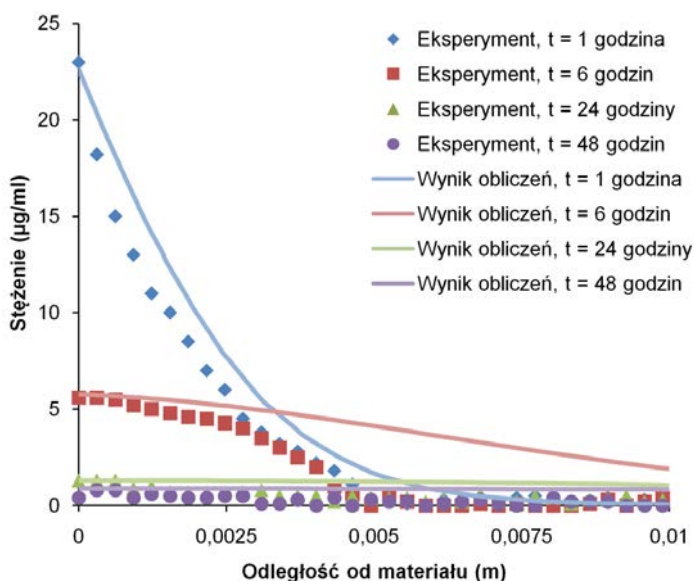 25
20
15
10
5
0
Stężenie (µg/ml)
Eksperyment, t = 1 godzina
Eksperyment, t = 6 godzin
Eksperyment, t = 24 godziny
Eksperyment, t = 48 godzin
Wynik obliczeń, t = 1 godzina
Wynik obliczeń, t = 6 godzin
Wynik obliczeń, t = 24 godziny
Wynik obliczeń, t = 48 godzin
0 0,0025 0,005 0,0075 0,01
Odległość od materiału (m)